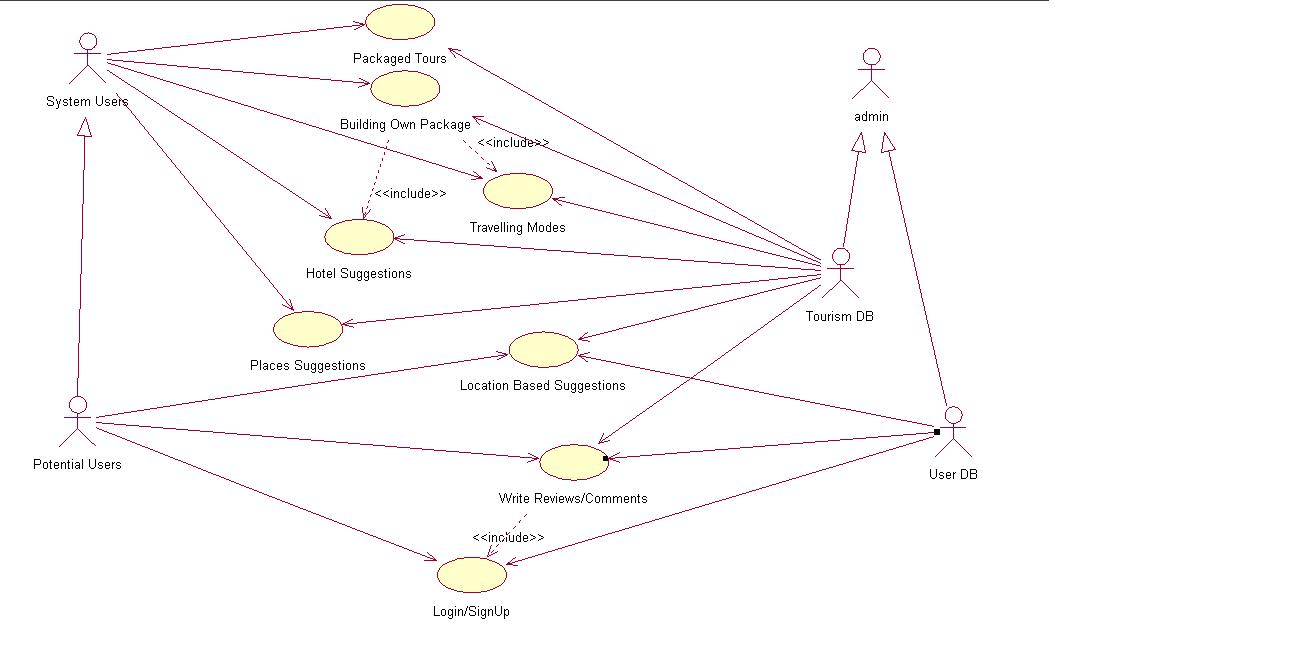 Packaged Tours
System Users
admin
Building Own Package
<<include>>
<<include>>
Travelling Modes
Hotel Suggestions
Tourism DB
Places Suggestions
Location Based Suggestions
Potential Users
User DB
Write Reviews/Comments
<<include>>
Login/SignUp